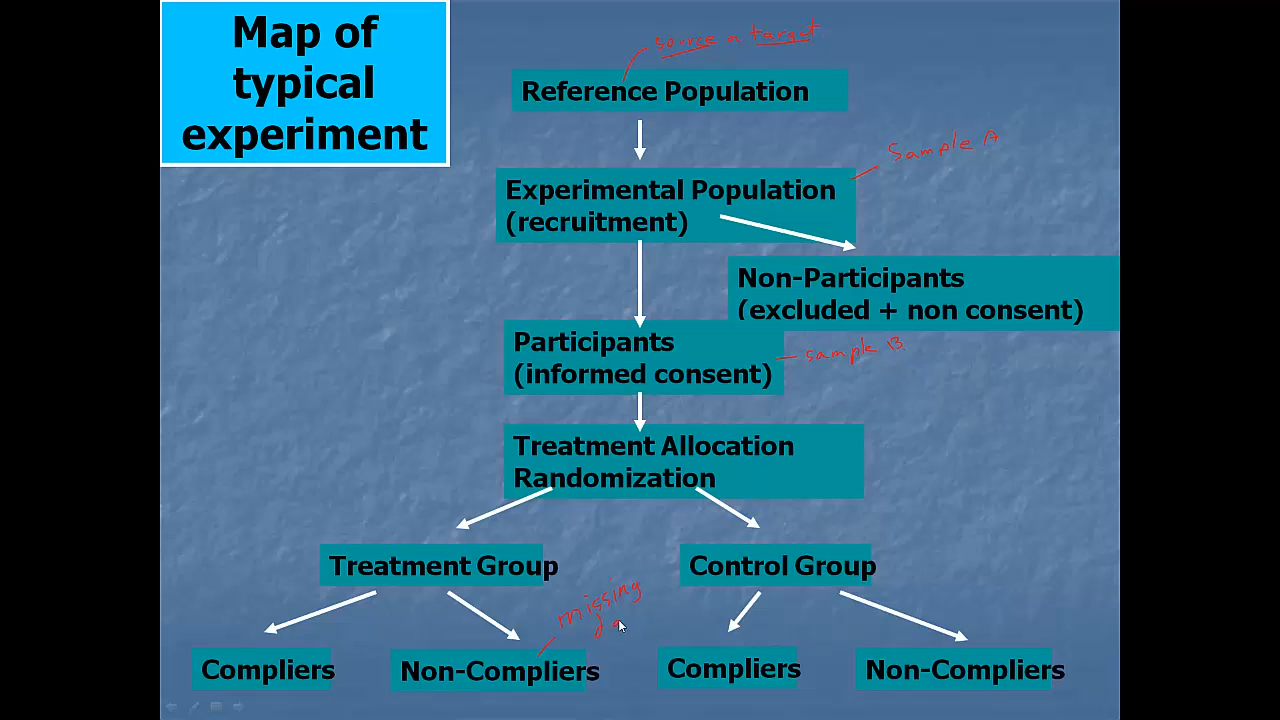 Map of
typical
experiment
source n target
Reference Population
Sample A
Experimental Population
(recruitment)
Non-Participants
(excluded + non consent)
Participants
(informed consent)
sample B
Treatment Allocation
Randomization
Treatment Group
Control Group
missing
Compliers
Non-Compliers
Compliers
Non-Compliers